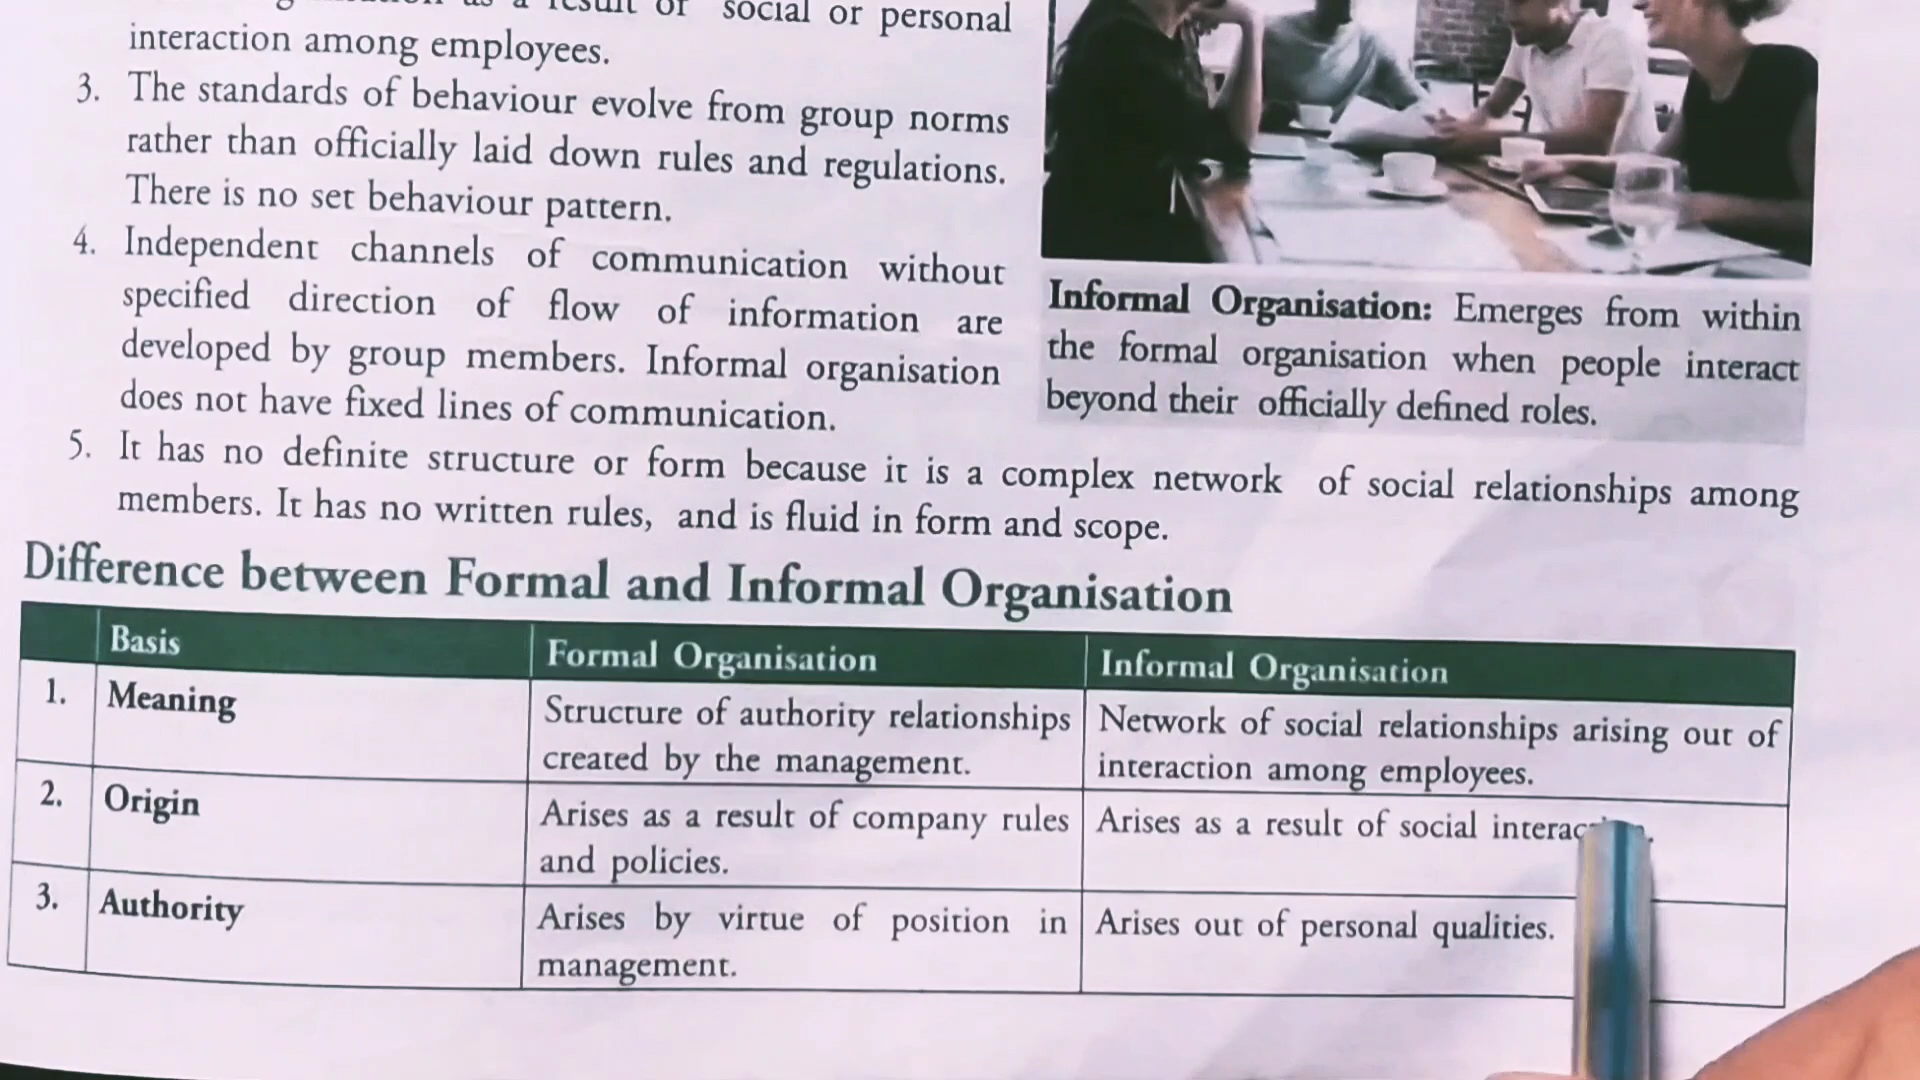 as a result of social or personal
interaction among employees.
3. The standards of behaviour evolve from group norms
rather than officially laid down rules and regulations.
There is no set behaviour pattern.
4. Independent channels of communication without
specified direction of flow of information are
developed by group members. Informal organisation
does not have fixed lines of communication.
Informal Organisation: Emerges from within
the formal organisation when people interact
beyond their officially defined roles.
5. It has no definite structure or form because it is a complex network of social relationships among
members. It has no written rules, and is fluid in form and scope.
Difference between Formal and Informal Organisation
Basis
Formal Organisation
Informal Organisation
1. Meaning
Structure of authority relationships
created by the management.
Network of social relationships arising out of
interaction among employees.
2. Origin
Arises as a result of company rules
and policies.
Arises as a result of social
3. Authority
Arises by virtue of position in
management.
Arises out of personal qualities.